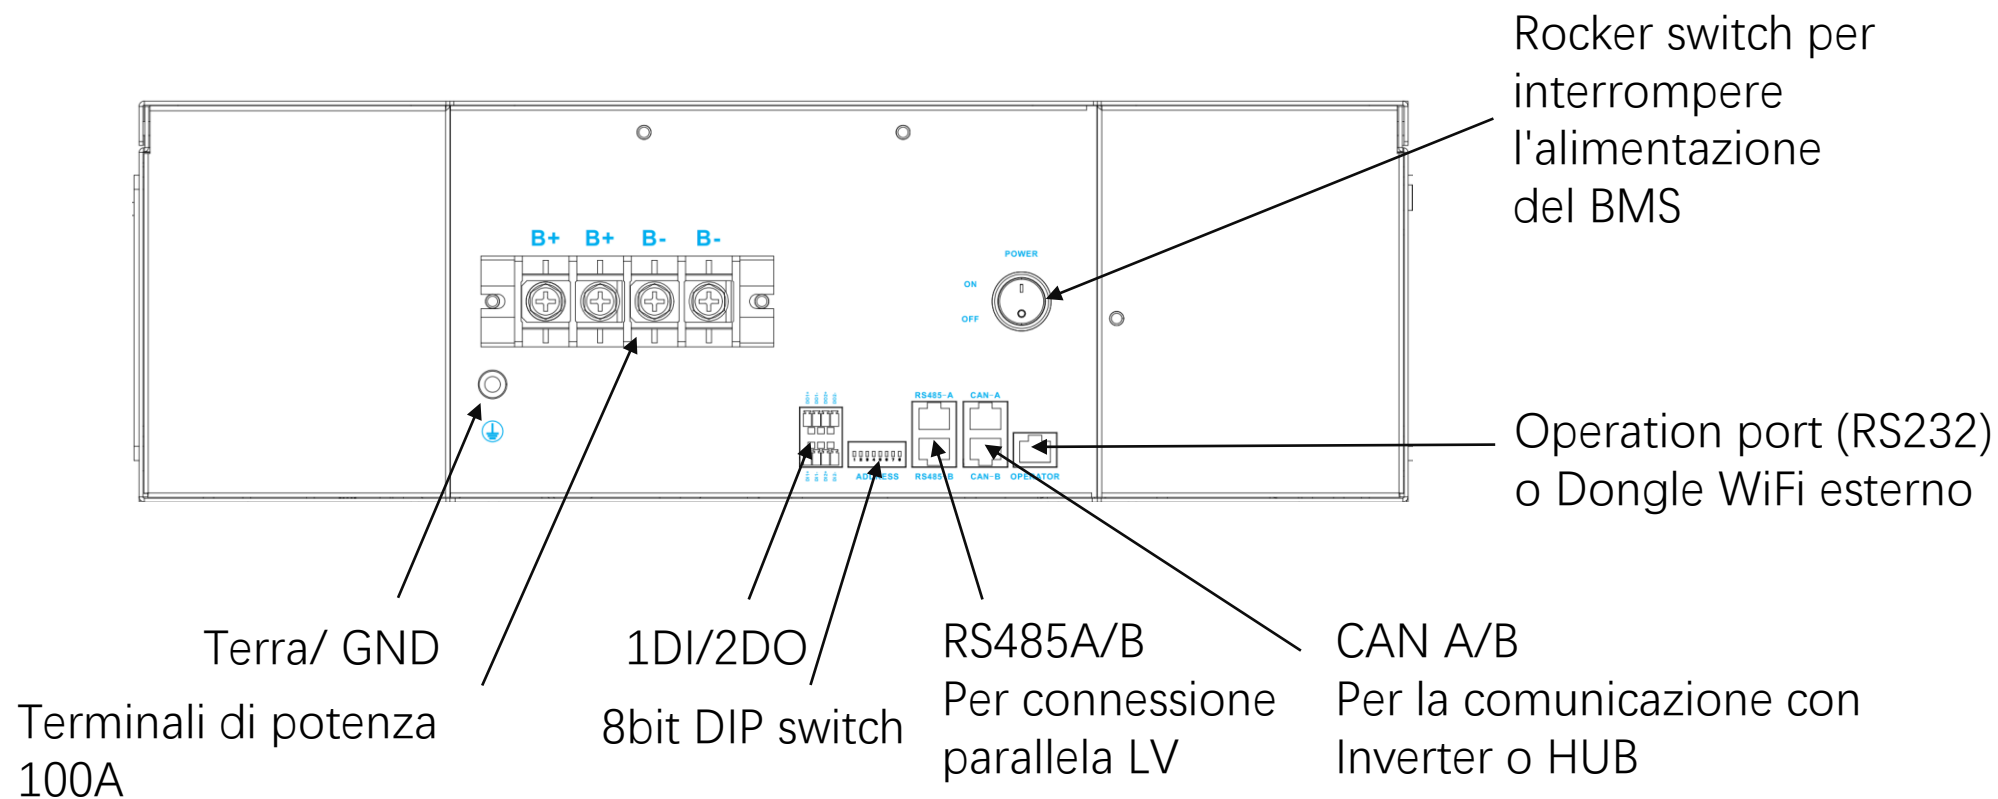 Rocker switch per
interrompere
l'alimentazione
del BMS
B+ B+ B- B-
POWER
ON
OFF
RS485-A CAN-A
ADDRESS RS485-B CAN-B OPERATOR
Operation port (RS232)
o Dongle WiFi esterno
Terra/ GND
Terminali di potenza
100A
1DI/2DO
8bit DIP switch
RS485A/B
Per connessione
parallela LV
CAN A/B
Per la comunicazione con
Inverter o HUB